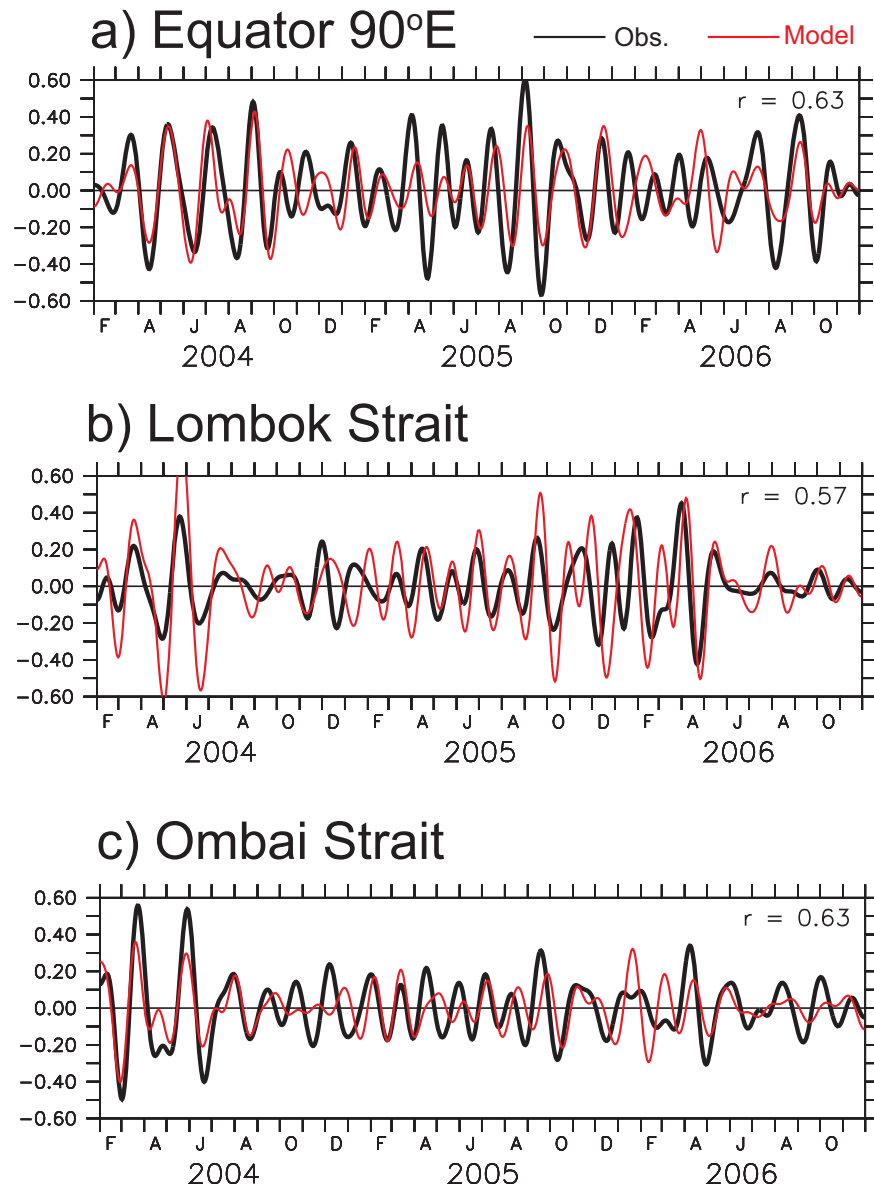 a) Equator 90°E
Obs.
Model
0.60
0.40
0.20
0.00
-0.20
-0.40
-0.60
r = 0.63
F A J A O D F A J A O D F A J A O
2004 2005 2006
b) Lombok Strait
0.60
0.40
0.20
0.00
-0.20
-0.40
-0.60
r = 0.57
F A J A O D F A J A O D F A J A O
2004 2005 2006
c) Ombai Strait
0.60
0.40
0.20
0.00
-0.20
-0.40
-0.60
r = 0.63
F A J A O D F A J A O D F A J A O
2004 2005 2006